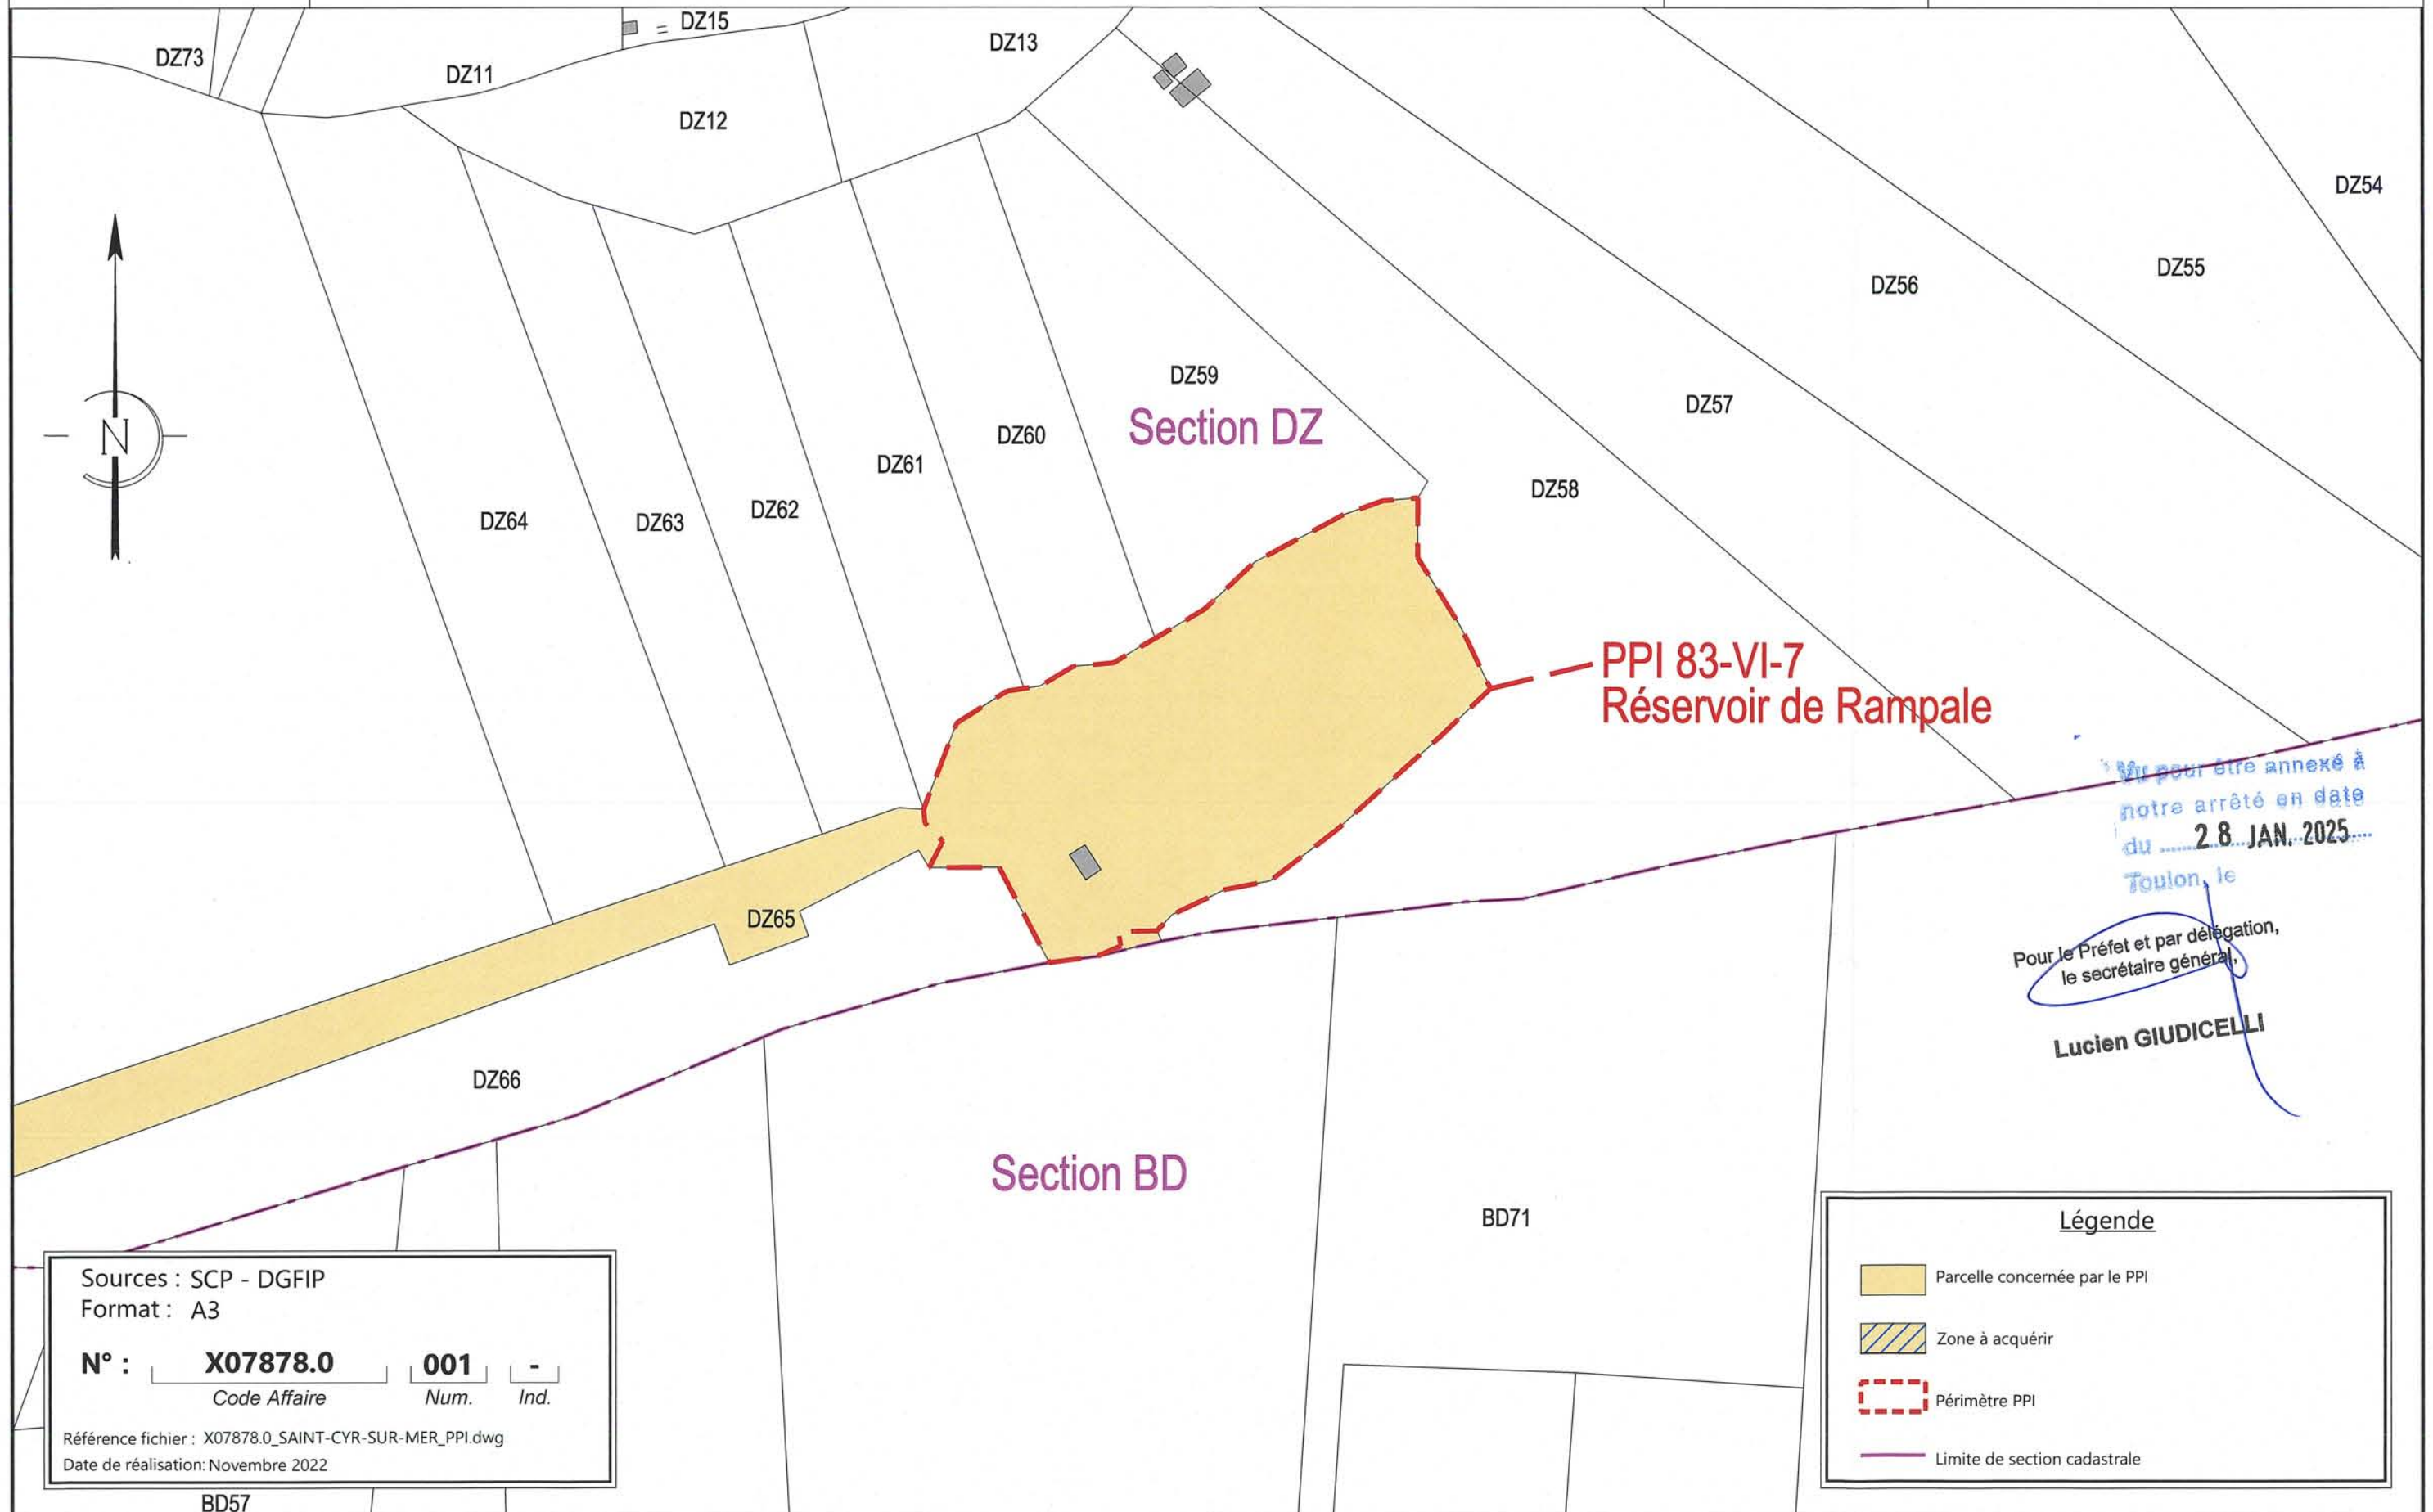 DZ15
DZ13
DZ73
DZ11
DZ12
DZ54
DZ55
DZ56
DZ59
DZ57
Section DZ
DZ60
DZ61
DZ58
DZ62
DZ64
DZ63
N
PPI 83-VI-7
Réservoir de Rampale
Vu pour être annexé à
notre arrêté en date
du 28 JAN. 2025
Toulon, le
DZ65
Pour le Préfet et par délégation,
le secrétaire général,
Lucien GIUDICELLI
DZ66
Section BD
BD71
Légende
Parcelle concernée par le PPI
Zone à acquérir
Périmètre PPI
Limite de section cadastrale
Sources : SCP - DGFIP
Format : A3
N° : X07878.0 001 -
Code Affaire Num. Ind.
Référence fichier : X07878.0_SAINT-CYR-SUR-MER_PPI.dwg
Date de réalisation: Novembre 2022
BD57